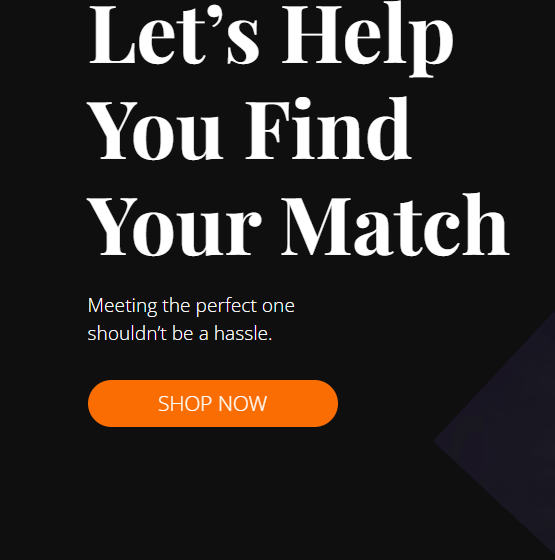 Let’s Help
You Find
Your Match
Meeting the perfect one
shouldn’t be a hassle.
SHOP NOW